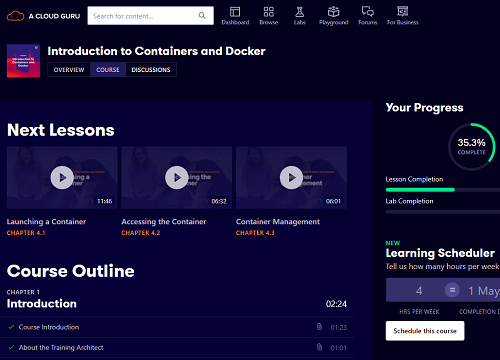 A CLOUD GURU
Search for content...
Dashboard
Browse
Labs
Playground
Forums
For Business
Introduction to Containers and Docker
OVERVIEW
COURSE
DISCUSSIONS
Next Lessons
11:46
06:32
06:01
Launching a Container
Accessing the Container
Container Management
CHAPTER 4.1
CHAPTER 4.2
CHAPTER 4.3
Course Outline
CHAPTER 1
Introduction
02:24
Course Introduction
01:23
About the Training Architect
01:01
Your Progress
35.3%
COMPLETE
Lesson Completion
Lab Completion
NEW
Learning Scheduler
Tell us how many hours per week
4
=
1 May
HRS PER WEEK
COMPLETION D
Schedule this course